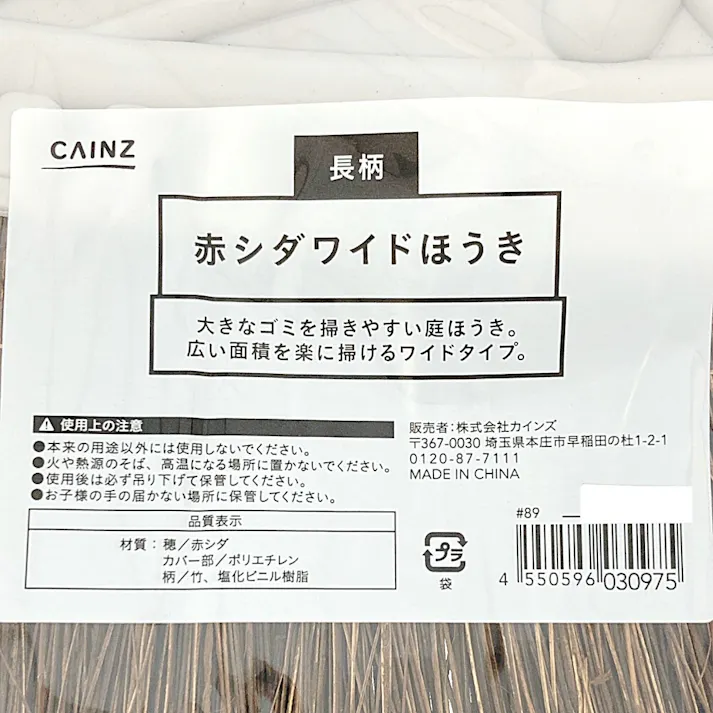 CAINZ
長柄
赤シダワイドほうき
大きなゴミを掃きやすい庭ほうき。
広い面積を楽に掃けるワイドタイプ。
使用上の注意
●本来の用途以外には使用しないでください。
●火や熱源のそば、高温になる場所に置かないでください。
●使用後は必ず吊り下げて保管してください。
●お子様の手の届かない場所に保管してください。
品質表示
材質：穂／赤シダ
カバー部／ポリエチレン
柄／竹、塩化ビニル樹脂
販売者：株式会社カインズ
〒367-0030 埼玉県本庄市早稲田の杜1-2-1
0120-87-7111
MADE IN CHINA
プラ
袋
#89
4 550596 030975